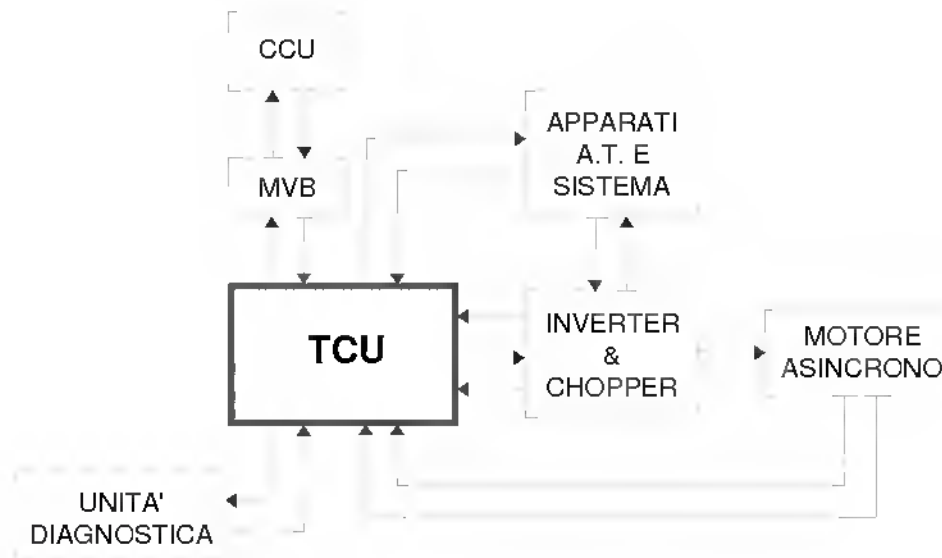 CCU
MVB
APPARATI
A.T. E
SISTEMA
TCU
INVERTER
&
CHOPPER
MOTORE
ASINCRONO
UNITA'
DIAGNOSTICA